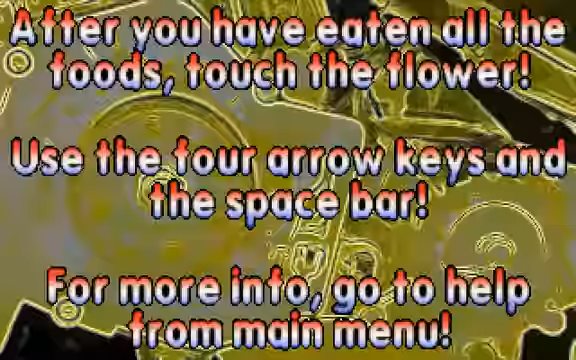 After you have eaten all the
foods, touch the flower!
Use the four arrow keys and
the space bar!
For more info, go to help
from main menu!